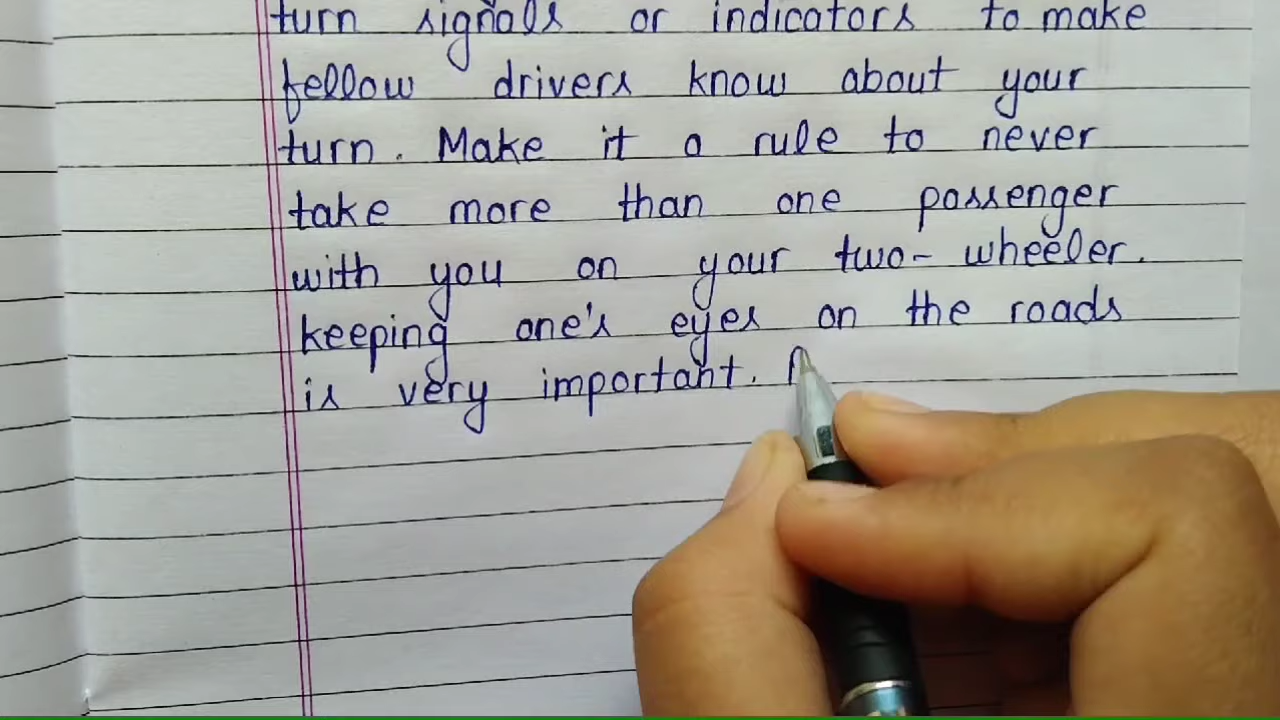 turn signals or indicators to make
fellow drivers know about your
turn. Make it a rule to never
take more than one passenger
with you on your two-wheeler.
keeping one's eyes on the roads
is very important.